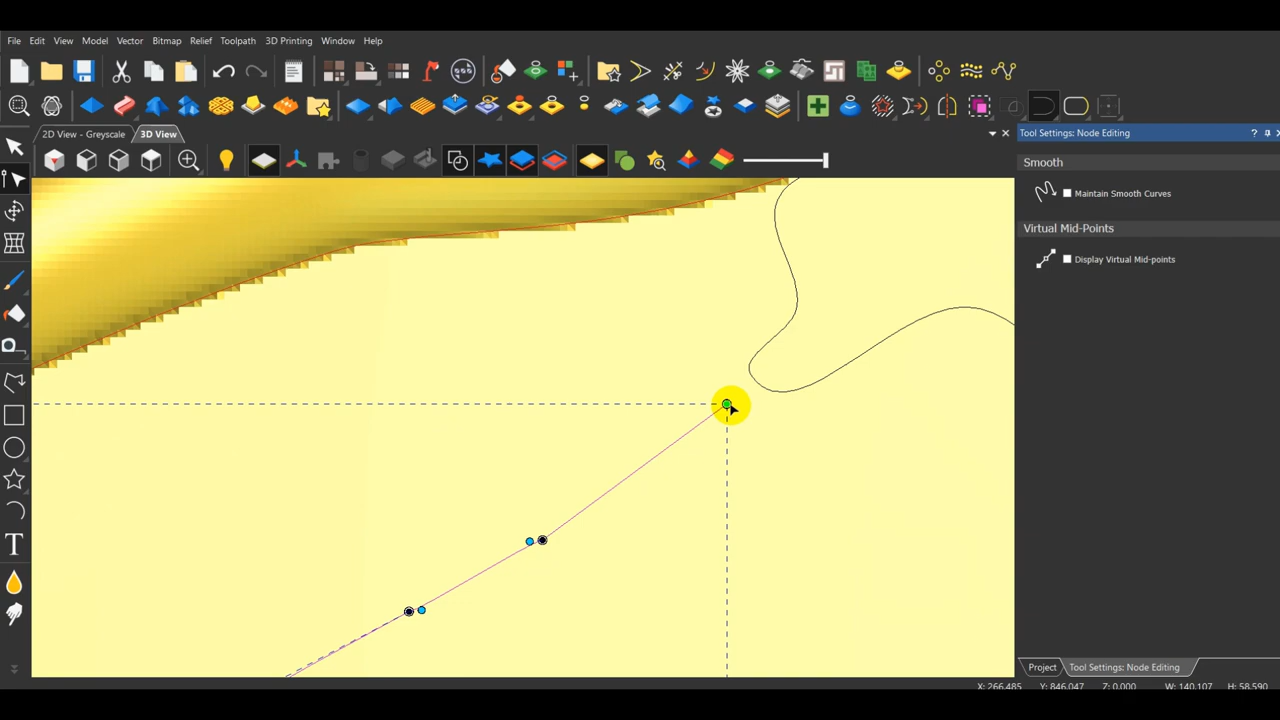 File Edit View Model Vector Bitmap Relief Toolpath 3D Printing Window Help
2D View - Greyscale 3D View
Tool Settings: Node Editing
Smooth
Maintain Smooth Curves
Virtual Mid-Points
Display Virtual Mid-points
T
Project Tool Settings: Node Editing
X: 266.485 Y: 846.047 Z: 0.000 W: 140.107 H: 58.590